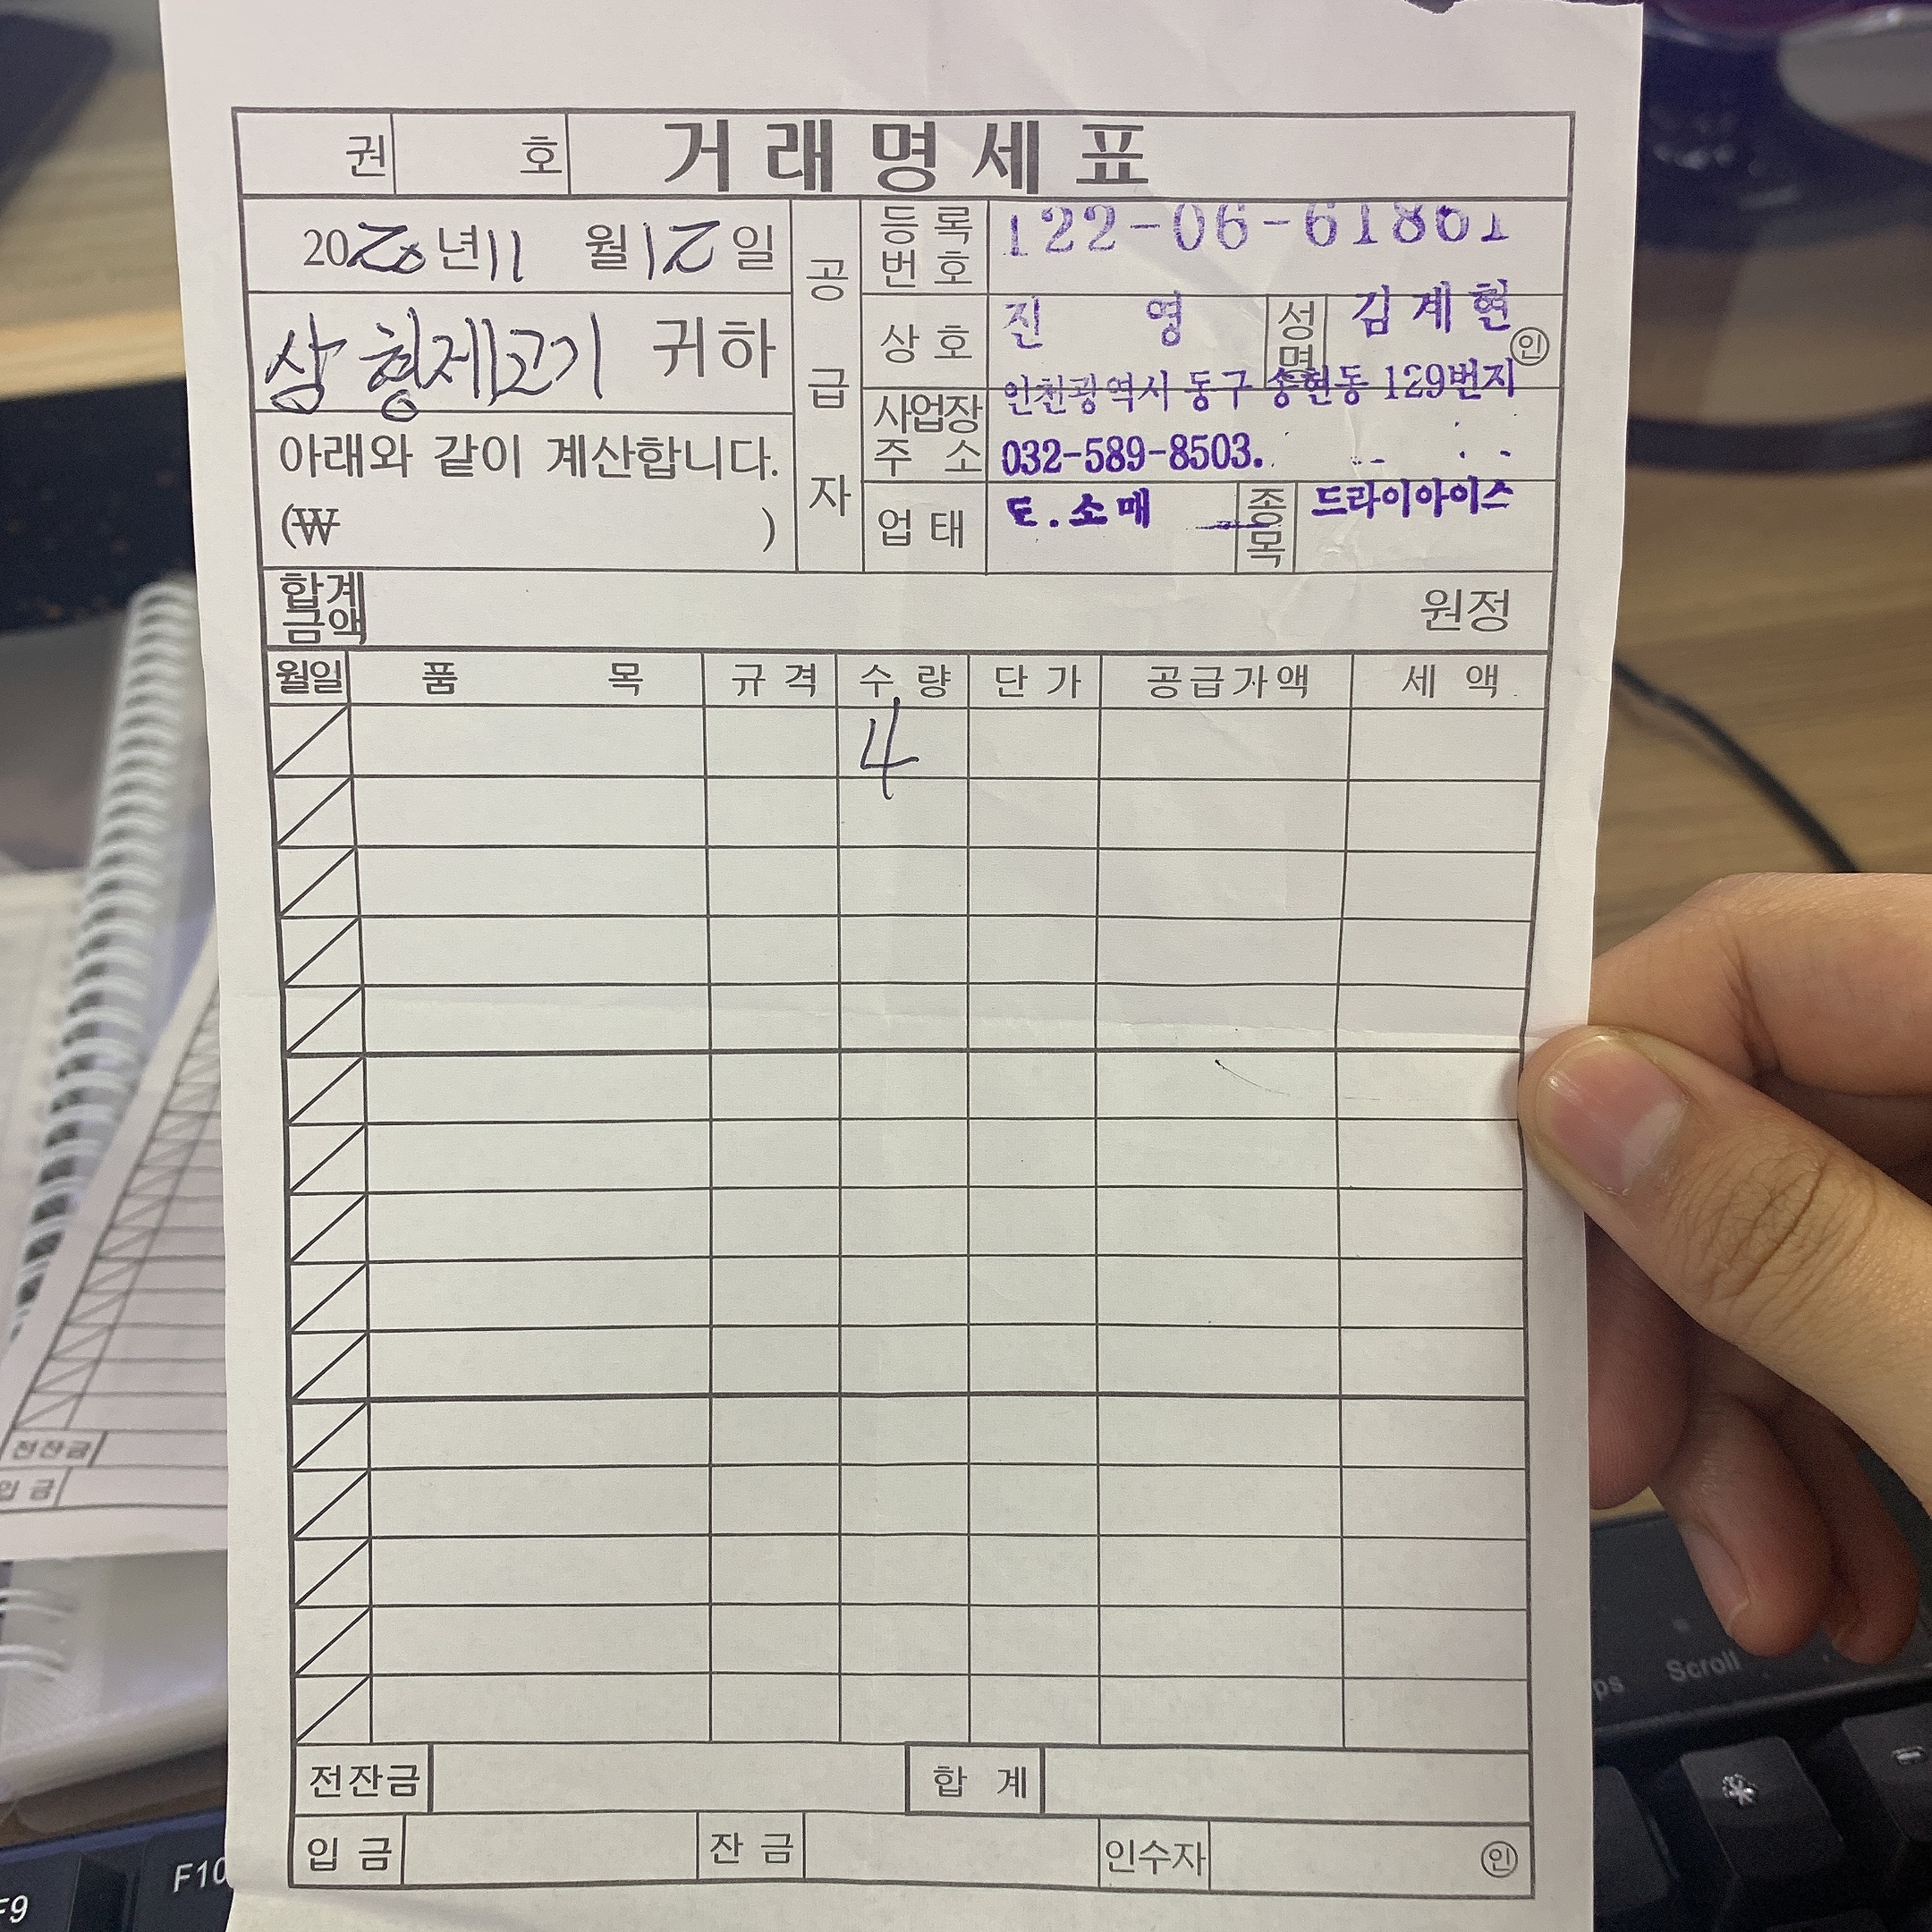 권 호 거래명세표
2020년 11월 12일
삼형제고기 귀하
아래와 같이 계산합니다.
(₩ )
공급자
등록번호 122-06-61861
상호 진 영 성명 김계현 ㊞
사업장주소 인천광역시 동구 송현동 129번지
032-589-8503.
업태 도.소매 종목 드라이아이스
합계금액 원정
월일 품목 규격 수량 단가 공급가액 세액
4
전잔금 합계
입금 잔금 인수자 ㊞
전잔금
입금
Scroll
*
-
F10
F9